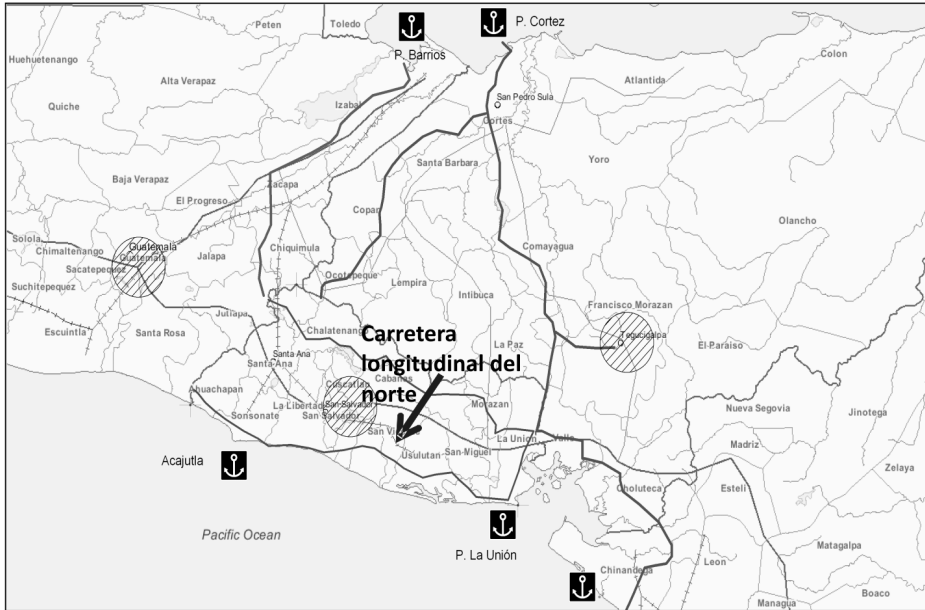 Peten
Toledo
P. Barrios
P. Cortez
Colon
Huehuetenango
Alta Verapaz
Atlantida
Quiche
Izabal
San Pedro Sula
Cortes
Santa Barbara
Yoro
Baja Verapaz
Zacapa
El Progreso
Copan
Olancho
Solola
Chimaltenango
Guatemala
Guatemala
Chiquimula
Comayagua
Sacatepequez
Jalapa
Ocotepeque
Lempira
Suchitepequez
Intibuca
Francisco Morazan
Jutiapa
Escuintla
Santa Rosa
Chalatenango
Carretera
longitudinal del
norte
La Paz
Tegucigalpa
El Paraiso
Santa Ana
Santa Ana
Cuscatlan
Cabanas
Ahuachapan
Sonsonate
La Libertad
San Salvador
San Salvador
Morazan
Nueva Segovia
Jinotega
San Vicente
Usulutan
San Miguel
La Union
Valle
Madriz
Acajutla
Choluteca
Esteli
Zelaya
Pacific Ocean
P. La Unión
Matagalpa
Chinandega
Leon
Boaco
Managua